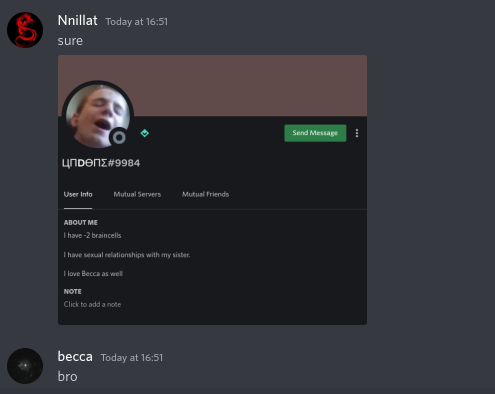 Nnillat Today at 16:51
sure
ЦПDӨПΣ#9984
Send Message
User Info Mutual Servers Mutual Friends
ABOUT ME
I have -2 braincells
I have sexual relationships with my sister.
I love Becca as well
NOTE
Click to add a note
becca Today at 16:51
bro